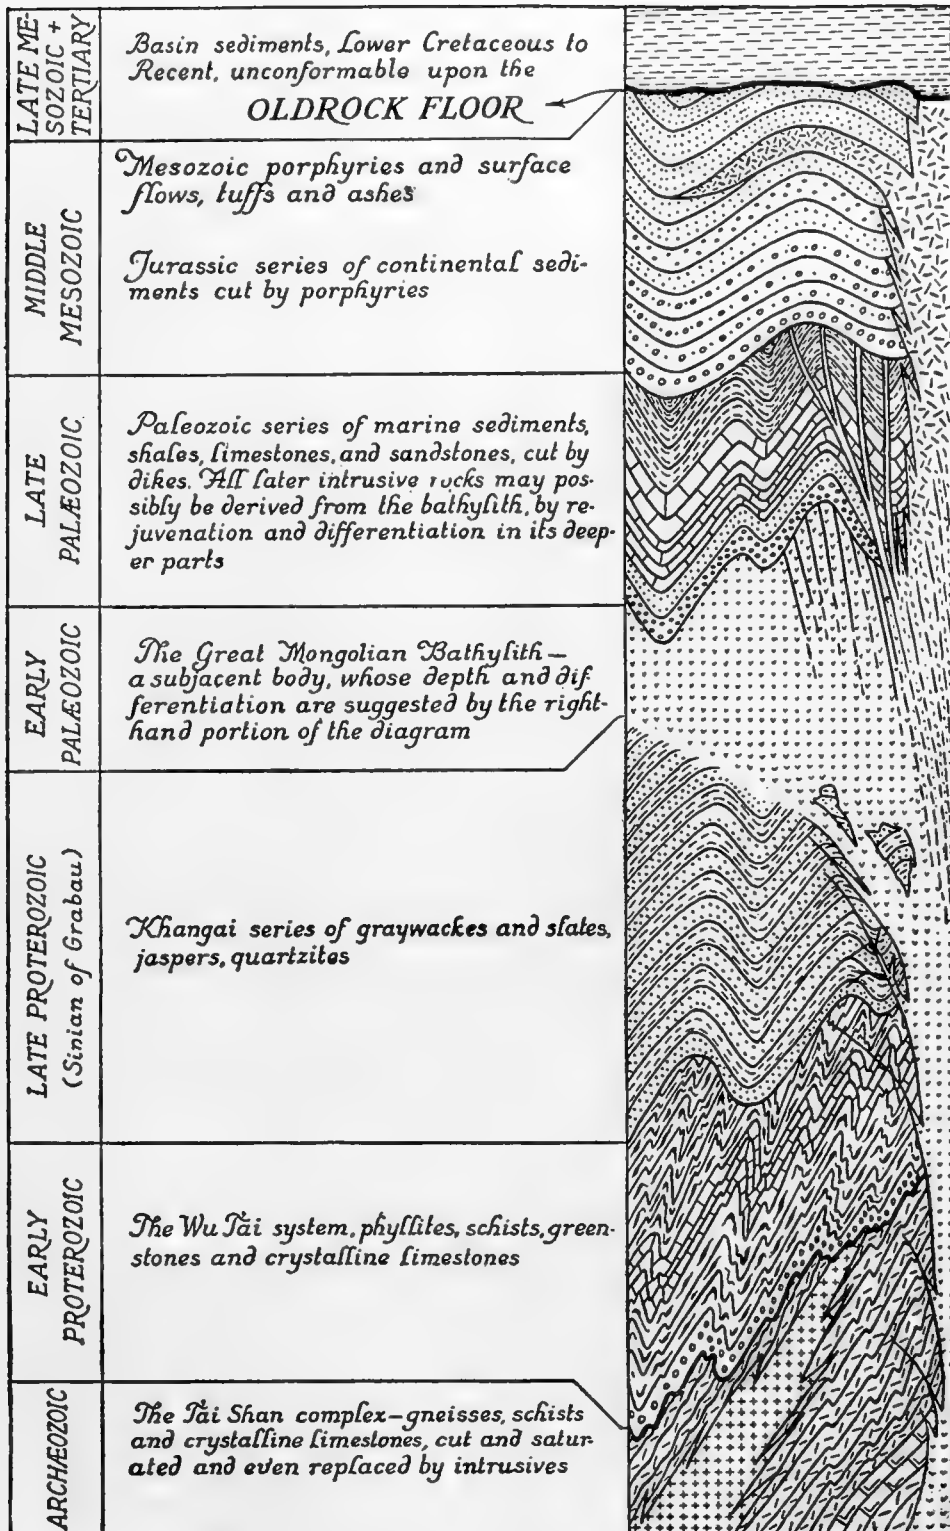 LATE ME-
SOZOIC +
TERTIARY
Basin sediments, Lower Cretaceous to
Recent, unconformable upon the
OLDROCK FLOOR
MIDDLE
MESOZOIC
Mesozoic porphyries and surface
flows, tuffs and ashes
Jurassic series of continental sedi-
ments cut by porphyries
LATE
PALÆOZOIC
Paleozoic series of marine sediments,
shales, limestones, and sandstones, cut by
dikes. All later intrusive rocks may pos-
sibly be derived from the bathylith, by re-
juvenation and differentiation in its deep-
er parts
EARLY
PALÆOZOIC
The Great Mongolian Bathylith —
a subjacent body, whose depth and dif
ferentiation are suggested by the right-
hand portion of the diagram
LATE PROTEROZOIC
(Sinian of Grabau)
Khangai series of graywackes and slates,
jaspers, quartzites
EARLY
PROTEROZOIC
The Wu Tai system, phyllites, schists, green-
stones and crystalline limestones
ARCHÆOZOIC
The Tai Shan complex—gneisses, schists
and crystalline limestones, cut and satur-
ated and even replaced by intrusives